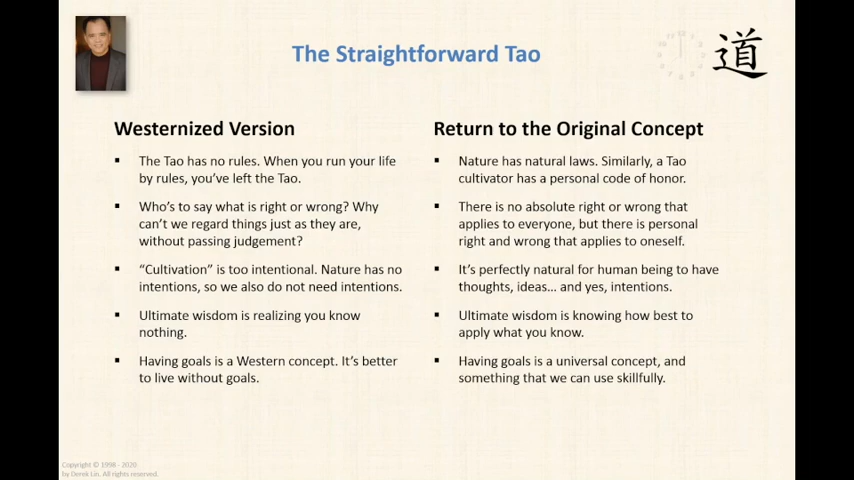 The Straightforward Tao
道
Westernized Version
▪ The Tao has no rules. When you run your life
by rules, you've left the Tao.
▪ Who's to say what is right or wrong? Why
can't we regard things just as they are,
without passing judgement?
▪ "Cultivation" is too intentional. Nature has no
intentions, so we also do not need intentions.
▪ Ultimate wisdom is realizing you know
nothing.
▪ Having goals is a Western concept. It's better
to live without goals.
Return to the Original Concept
▪ Nature has natural laws. Similarly, a Tao
cultivator has a personal code of honor.
▪ There is no absolute right or wrong that
applies to everyone, but there is personal
right and wrong that applies to oneself.
▪ It's perfectly natural for human being to have
thoughts, ideas… and yes, intentions.
▪ Ultimate wisdom is knowing how best to
apply what you know.
▪ Having goals is a universal concept, and
something that we can use skillfully.
Copyright © 1998 - 2020
by Derek Lin. All rights reserved.